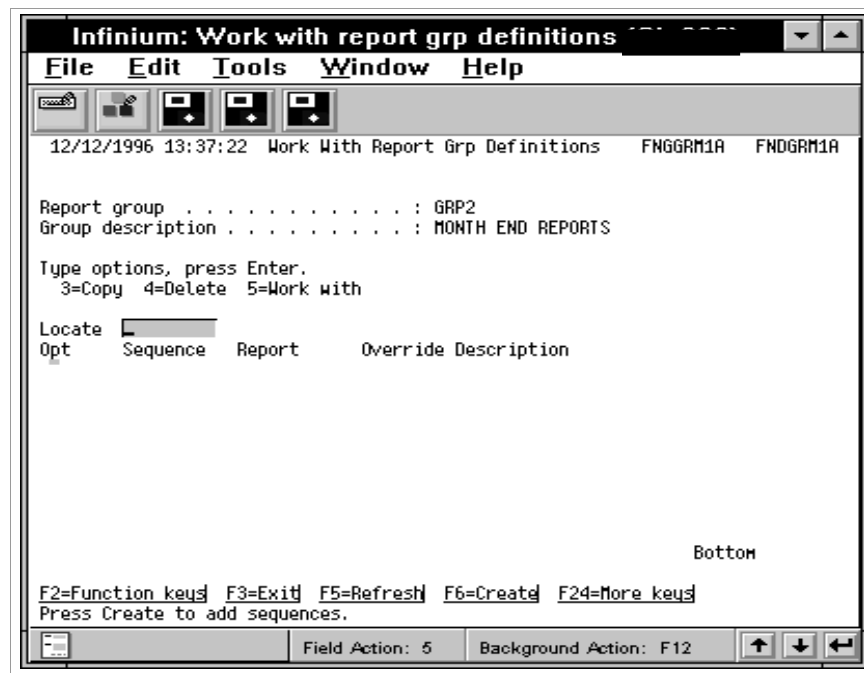 Infinium: Work with report grp definitions
File Edit Tools Window Help
12/12/1996 13:37:22 Work With Report Grp Definitions FNGGRM1A FNDGRM1A
Report group . . . . . . . . . . . : GRP2
Group description . . . . . . . . . : MONTH END REPORTS
Type options, press Enter.
3=Copy 4=Delete 5=Work with
Locate
Opt Sequence Report Override Description
Bottom
F2=Function keys F3=Exit F5=Refresh F6=Create F24=More keys
Press Create to add sequences.
Field Action: 5 Background Action: F12